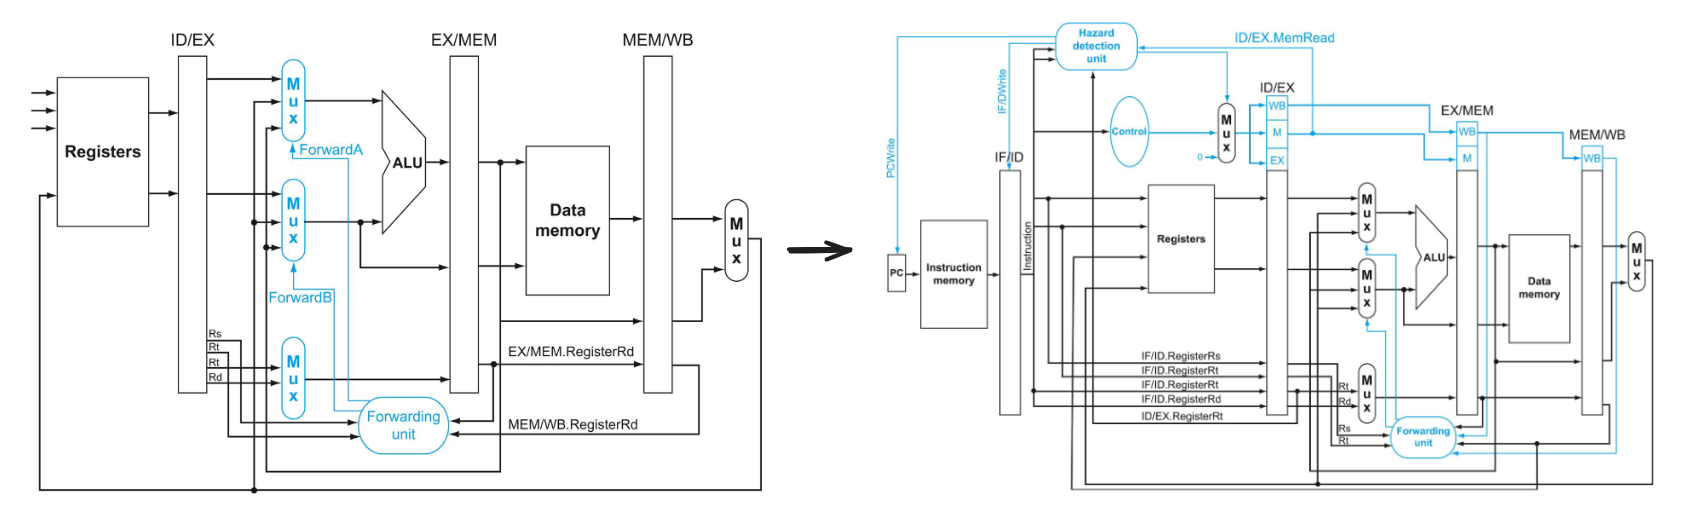 ID/EX
EX/MEM
MEM/WB
Registers
M
u
x
ForwardA
ALU
M
u
x
Data
memory
M
u
x
ForwardB
Rs
Rt
Rt
Rd
M
u
x
EX/MEM.RegisterRd
Forwarding
unit
MEM/WB.RegisterRd
Hazard
detection
unit
ID/EX.MemRead
IF/DWrite
PCWrite
Control
M
u
x
0
ID/EX
WB
M
EX
EX/MEM
WB
M
MEM/WB
WB
IF/ID
PC
Instruction
memory
Instruction
Registers
M
u
x
ALU
M
u
x
Data
memory
M
u
x
IF/ID.RegisterRs
IF/ID.RegisterRt
IF/ID.RegisterRt
IF/ID.RegisterRd
ID/EX.RegisterRt
Rt
Rd
M
u
x
Rs
Rt
Forwarding
unit